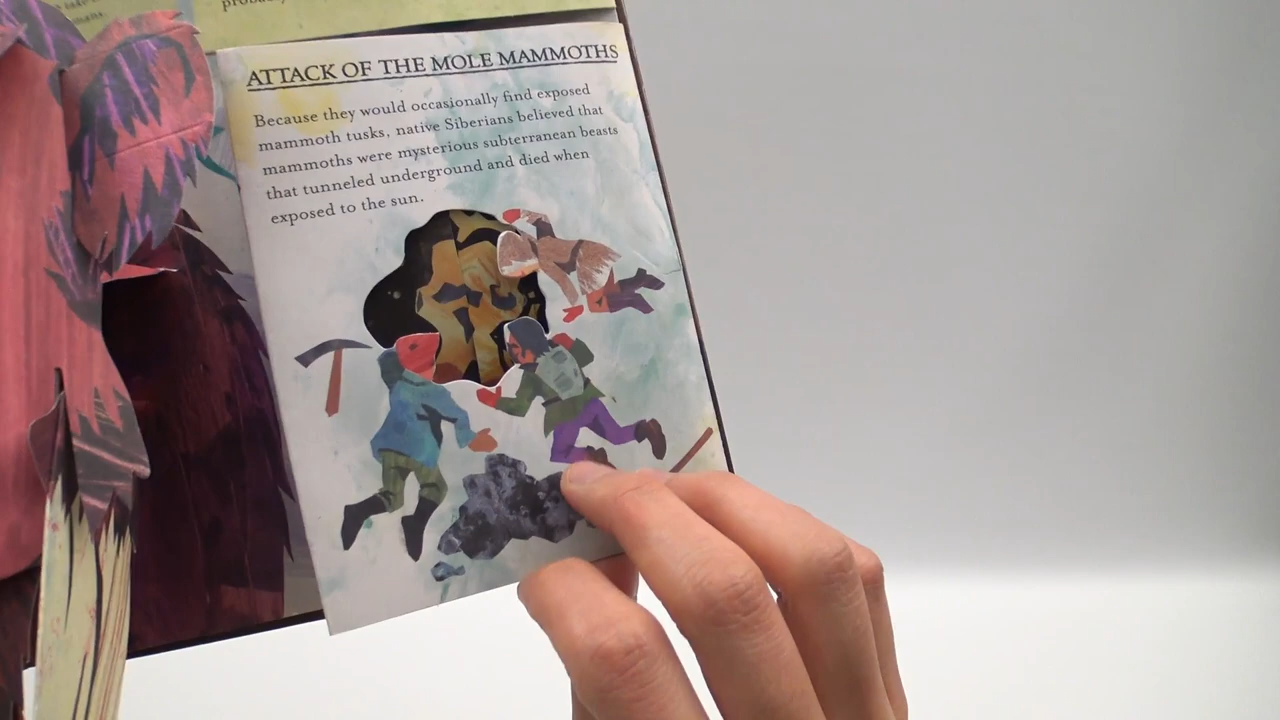 ATTACK OF THE MOLE MAMMOTHS
Because they would occasionally find exposed
mammoth tusks, native Siberians believed that
mammoths were mysterious subterranean beasts
that tunneled underground and died when
exposed to the sun.